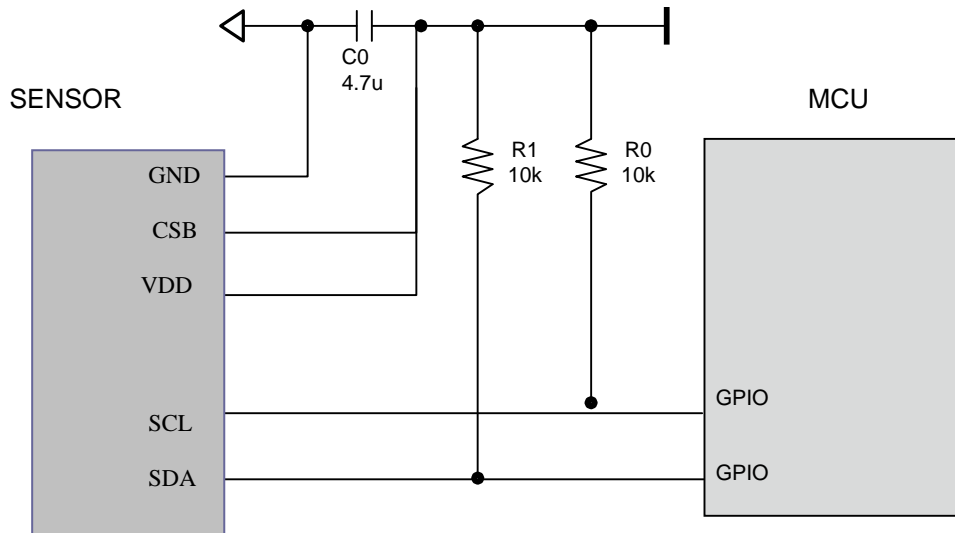 C0
4.7u
SENSOR
MCU
R1
10k
R0
10k
GND
CSB
VDD
SCL
SDA
GPIO
GPIO